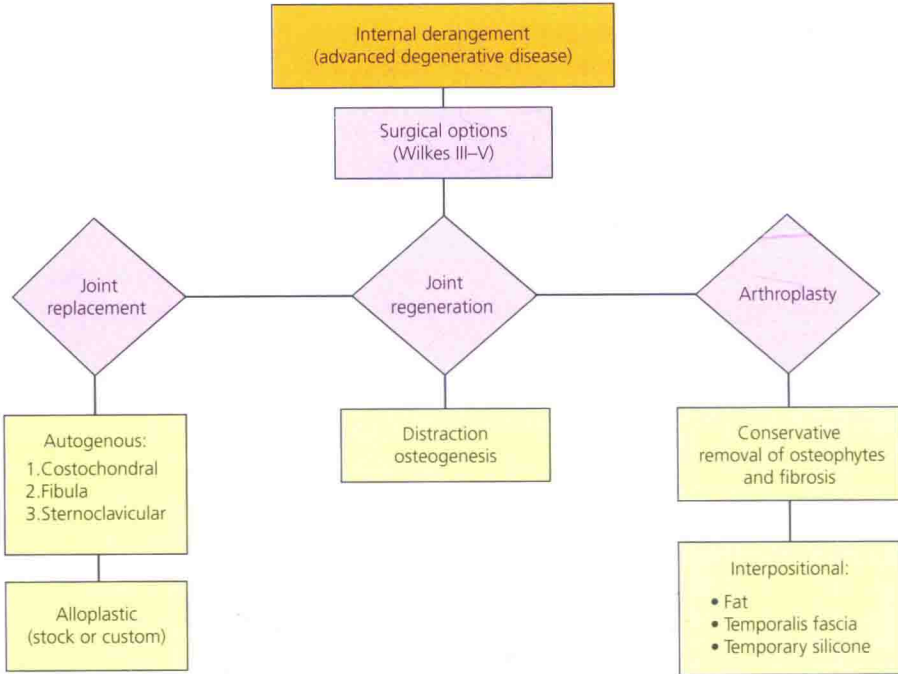 Internal derangement
(advanced degenerative disease)
Surgical options
(Wilkes III–V)
Joint
replacement
Joint
regeneration
Arthroplasty
Autogenous:
1.Costochondral
2.Fibula
3.Sternoclavicular
Distraction
osteogenesis
Conservative
removal of osteophytes
and fibrosis
Alloplastic
(stock or custom)
Interpositional:
• Fat
• Temporalis fascia
• Temporary silicone